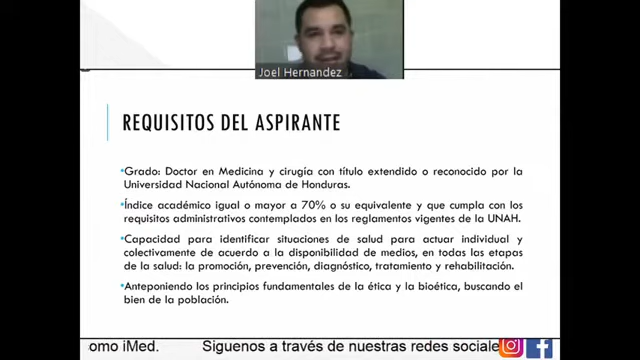 Joel Hernandez
REQUISITOS DEL ASPIRANTE
•Grado: Doctor en Medicina y cirugía con título extendido o reconocido por la
Universidad Nacional Autónoma de Honduras.
•Índice académico igual o mayor a 70% o su equivalente y que cumpla con los
requisitos administrativos contemplados en los reglamentos vigentes de la UNAH.
•Capacidad para identificar situaciones de salud para actuar individual y
colectivamente de acuerdo a la disponibilidad de medios, en todas las etapas
de la salud: la promoción, prevención, diagnóstico, tratamiento y rehabilitación.
•Anteponiendo los principios fundamentales de la ética y la bioética, buscando el
bien de la población.
omo iMed. Siguenos a través de nuestras redes sociale